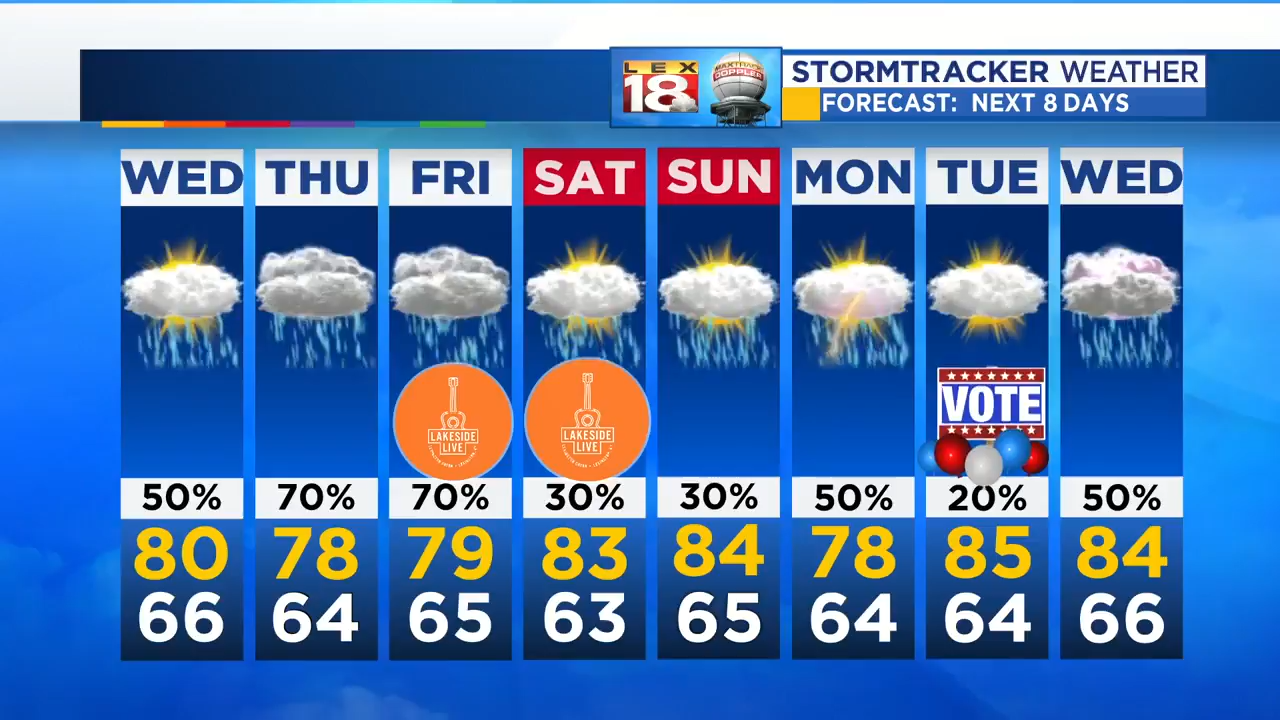 LEX
18
MAXTRACK
DOPPLER
STORMTRACKER WEATHER
FORECAST: NEXT 8 DAYS
WED THU FRI SAT SUN MON TUE WED
LAKESIDE
LIVE
LAKESIDE
LIVE
VOTE
50% 70% 70% 30% 30% 50% 20% 50%
80 78 79 83 84 78 85 84
66 64 65 63 65 64 64 66